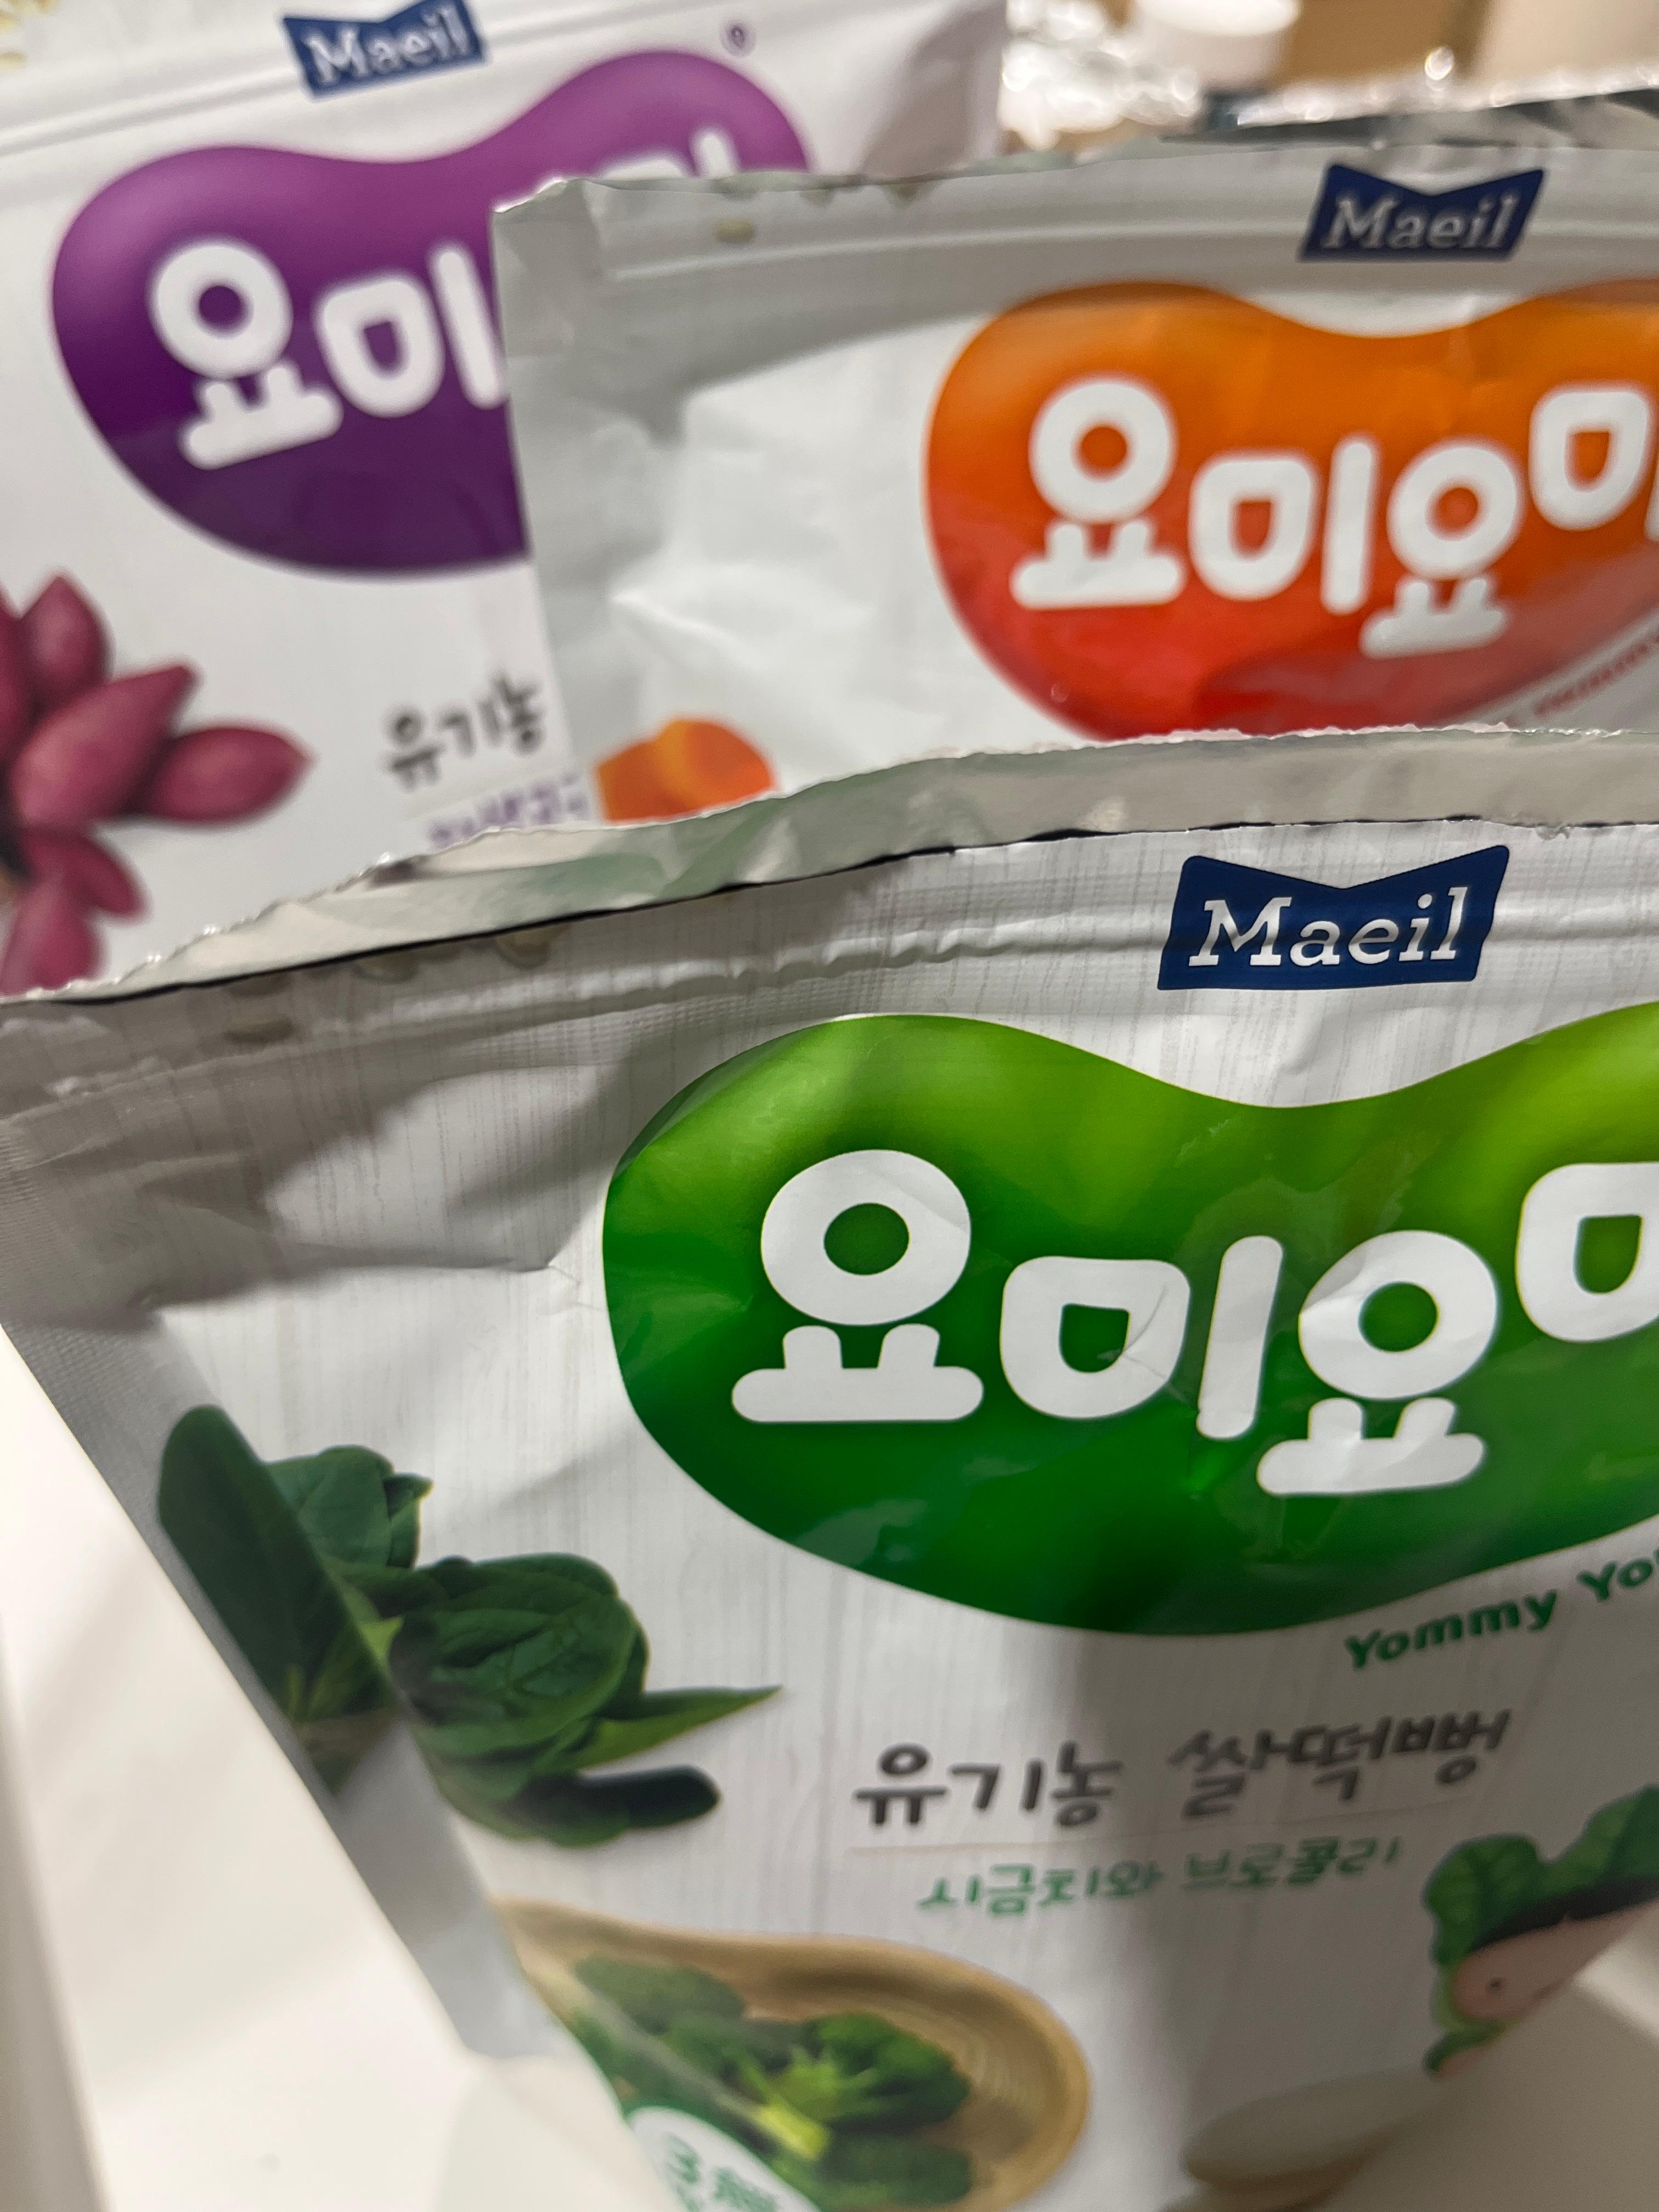 Maeil
요미
유기농
Maeil
요미요미
Maeil
요미요미
Yommy Yo
유기농 쌀떡뻥
시금치와 브로콜리